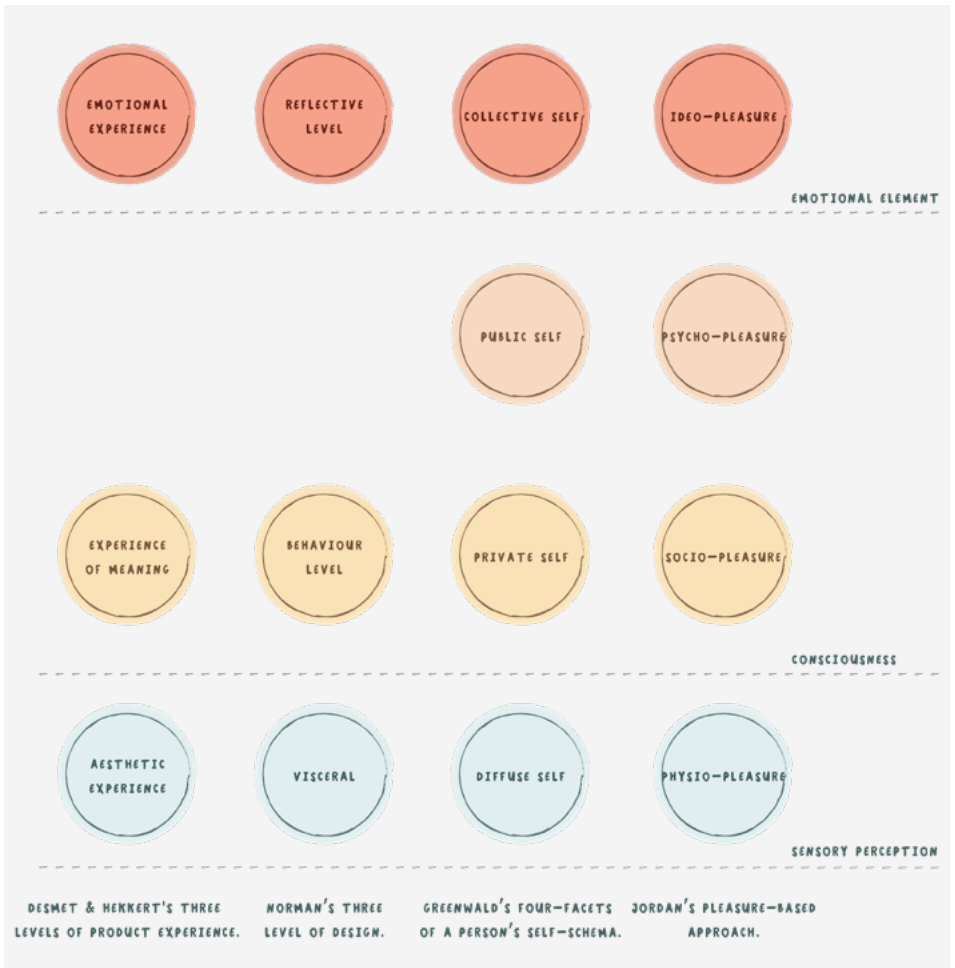 EMOTIONAL
EXPERIENCE
REFLECTIVE
LEVEL
COLLECTIVE SELF
IDEO-PLEASURE
EMOTIONAL ELEMENT
PUBLIC SELF
PSYCHO-PLEASURE
EXPERIENCE
OF MEANING
BEHAVIOUR
LEVEL
PRIVATE SELF
SOCIO-PLEASURE
CONSCIOUSNESS
AESTHETIC
EXPERIENCE
VISCERAL
DIFFUSE SELF
PHYSIO-PLEASURE
SENSORY PERCEPTION
DESMET & HEKKERT'S THREE
LEVELS OF PRODUCT EXPERIENCE.
NORMAN'S THREE
LEVEL OF DESIGN.
GREENWALD'S FOUR-FACETS
OF A PERSON'S SELF-SCHEMA.
JORDAN'S PLEASURE-BASED
APPROACH.